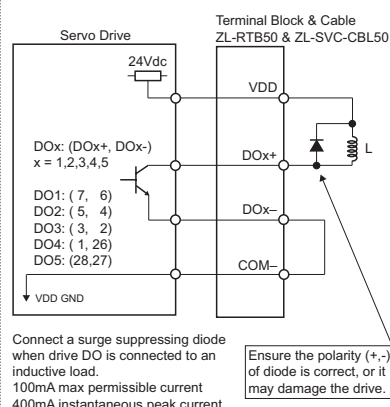 Terminal Block & Cable
Servo Drive
ZL-RTB50 & ZL-SVC-CBL50
24Vdc
VDD
DOx: (DOx+, DOx-)
x = 1,2,3,4,5
DOx+
L
DO1: ( 7, 6)
DO2: ( 5, 4)
DO3: ( 3, 2)
DO4: ( 1, 26)
DO5: (28,27)
DOx–
COM–
VDD GND
Connect a surge suppressing diode
when drive DO is connected to an
inductive load.
100mA max permissible current
400mA instantaneous peak current
Ensure the polarity (+,-)
of diode is correct, or it
may damage the drive.